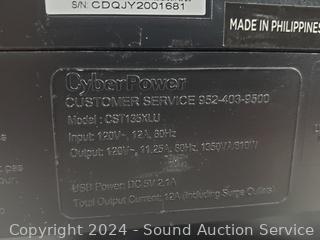 S/N: CDQJY2001681
MADE IN PHILIPPINES
CyberPower
CUSTOMER SERVICE 952-403-9500
Model: CST135XLU
Input: 120V~, 12A, 60Hz
Output: 120V~, 11.25A, 60Hz, 1350VA/810W
USB Power: DC 5V 2.1A
Total Output Current: 12A (Including Surge Outlets)
pas
© 2024 - Sound Auction Service